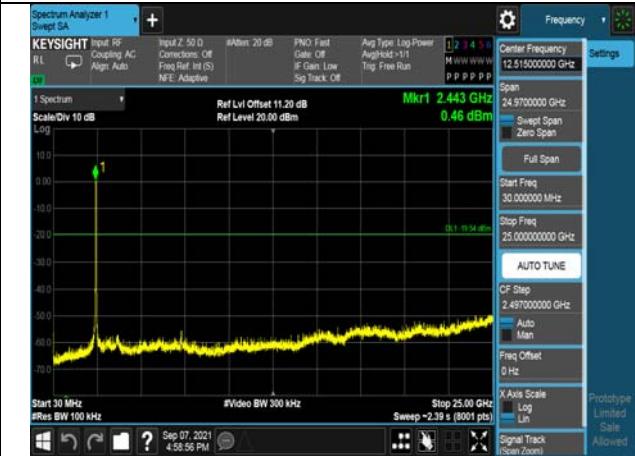 Spectrum Analyzer 1
Swept SA
+
Frequency
KEYSIGHT
RL
Input: RF
Coupling: AC
Align: Auto
Input Z: 50 Ω
Corrections: Off
Freq Ref: Int (S)
NFE: Adaptive
#Atten: 20 dB
PNO: Fast
Gate: Off
IF Gain: Low
Sig Track: Off
Avg Type: Log-Power
Avg|Hold:>1/1
Trig: Free Run
1 2 3 4 5 6
M W W W W W
P P P P P P
Center Frequency
12.515000000 GHz
Settings
Span
24.9700000 GHz
Swept Span
Zero Span
Full Span
Start Freq
30.000000 MHz
Stop Freq
25.000000000 GHz
AUTO TUNE
CF Step
2.497000000 GHz
Auto
Man
Freq Offset
0 Hz
X Axis Scale
Log
Lin
Signal Track
(Span Zoom)
Prototype
Limited
Sale
Allowed
1 Spectrum
Scale/Div 10 dB
Log
Ref Lvl Offset 11.20 dB
Ref Level 20.00 dBm
Mkr1 2.443 GHz
0.46 dBm
10.0
0.00
-10.0
-20.0
-30.0
-40.0
-50.0
-60.0
-70.0
1
DL1 -19.54 dBm
Start 30 MHz
#Res BW 100 kHz
#Video BW 300 kHz
Stop 25.00 GHz
Sweep ~2.39 s (8001 pts)
?
Sep 07, 2021
4:58:56 PM